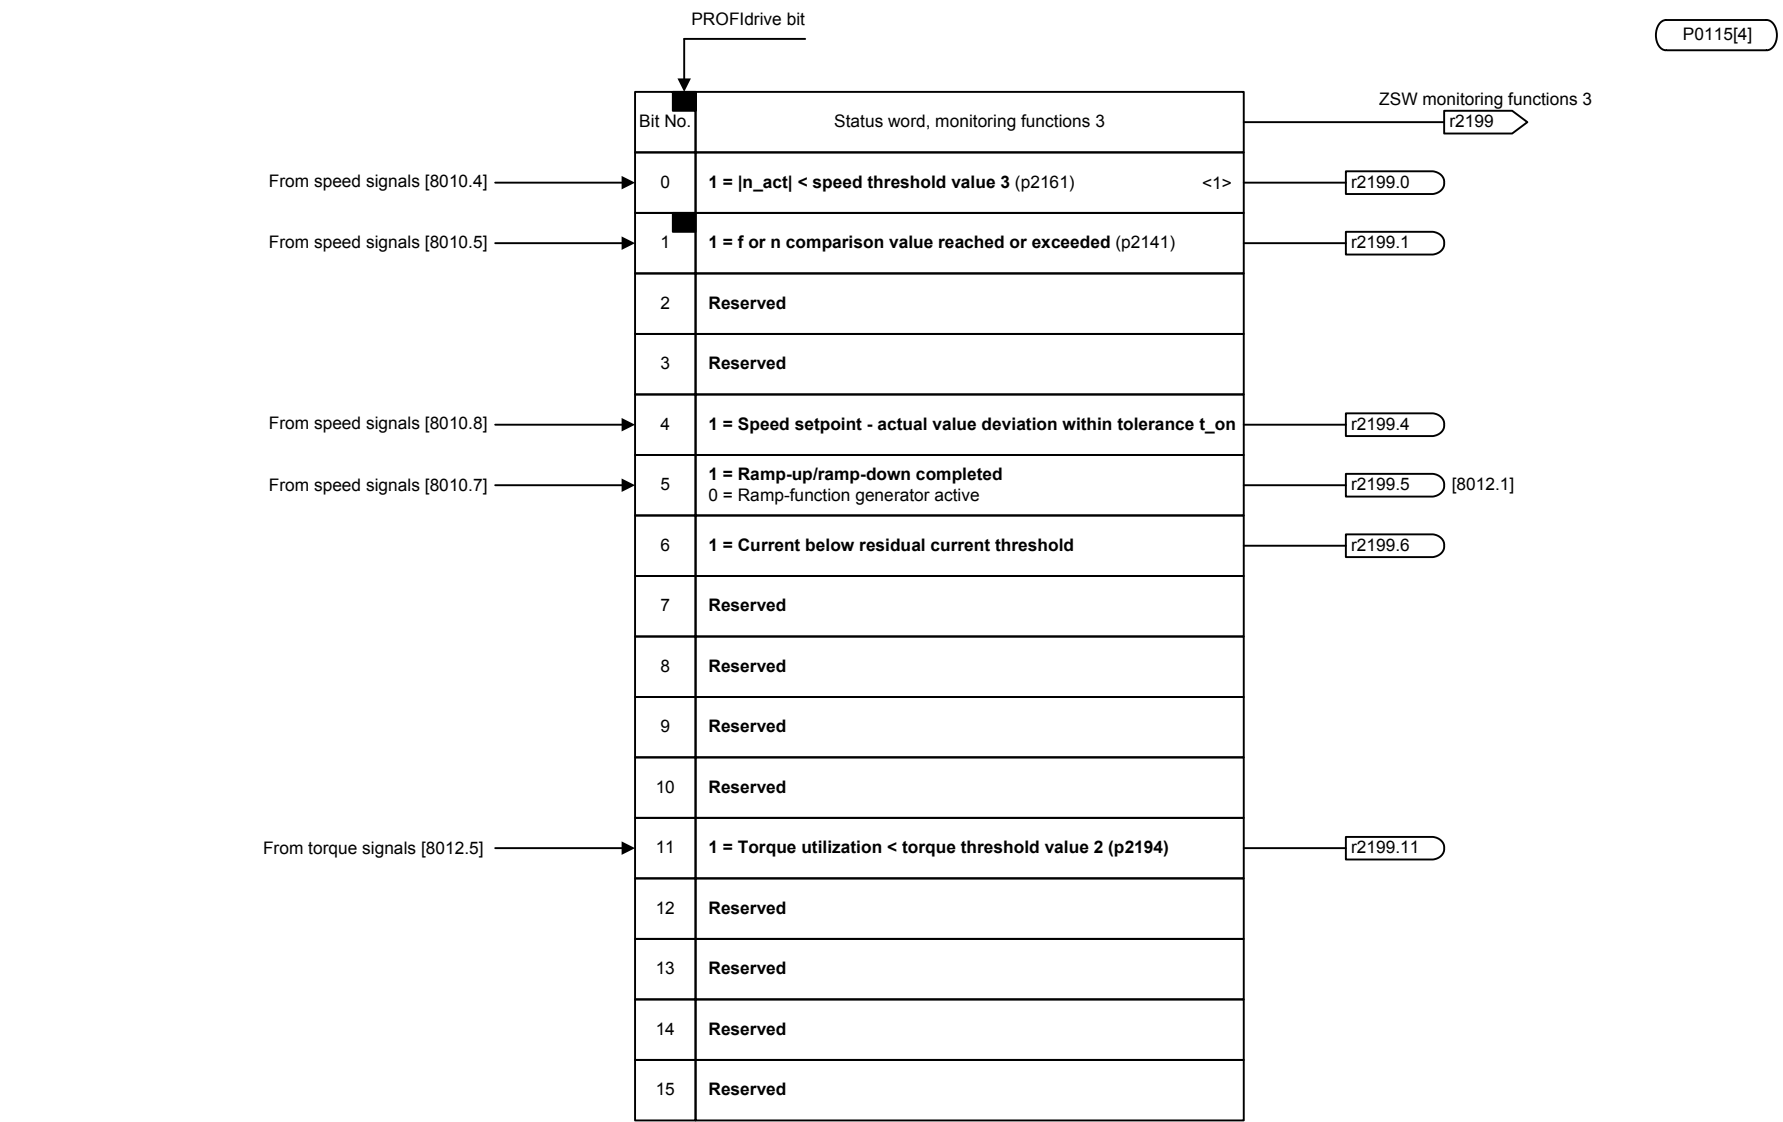 PROFIdrive bit
P0115[4]
ZSW monitoring functions 3
Bit No. Status word, monitoring functions 3 r2199
From speed signals [8010.4] 0 1 = |n_act| < speed threshold value 3 (p2161) <1> r2199.0
From speed signals [8010.5] 1 1 = f or n comparison value reached or exceeded (p2141) r2199.1
2 Reserved
3 Reserved
From speed signals [8010.8] 4 1 = Speed setpoint - actual value deviation within tolerance t_on r2199.4
From speed signals [8010.7] 5 1 = Ramp-up/ramp-down completed
0 = Ramp-function generator active
r2199.5 [8012.1]
6 1 = Current below residual current threshold r2199.6
7 Reserved
8 Reserved
9 Reserved
10 Reserved
From torque signals [8012.5] 11 1 = Torque utilization < torque threshold value 2 (p2194) r2199.11
12 Reserved
13 Reserved
14 Reserved
15 Reserved